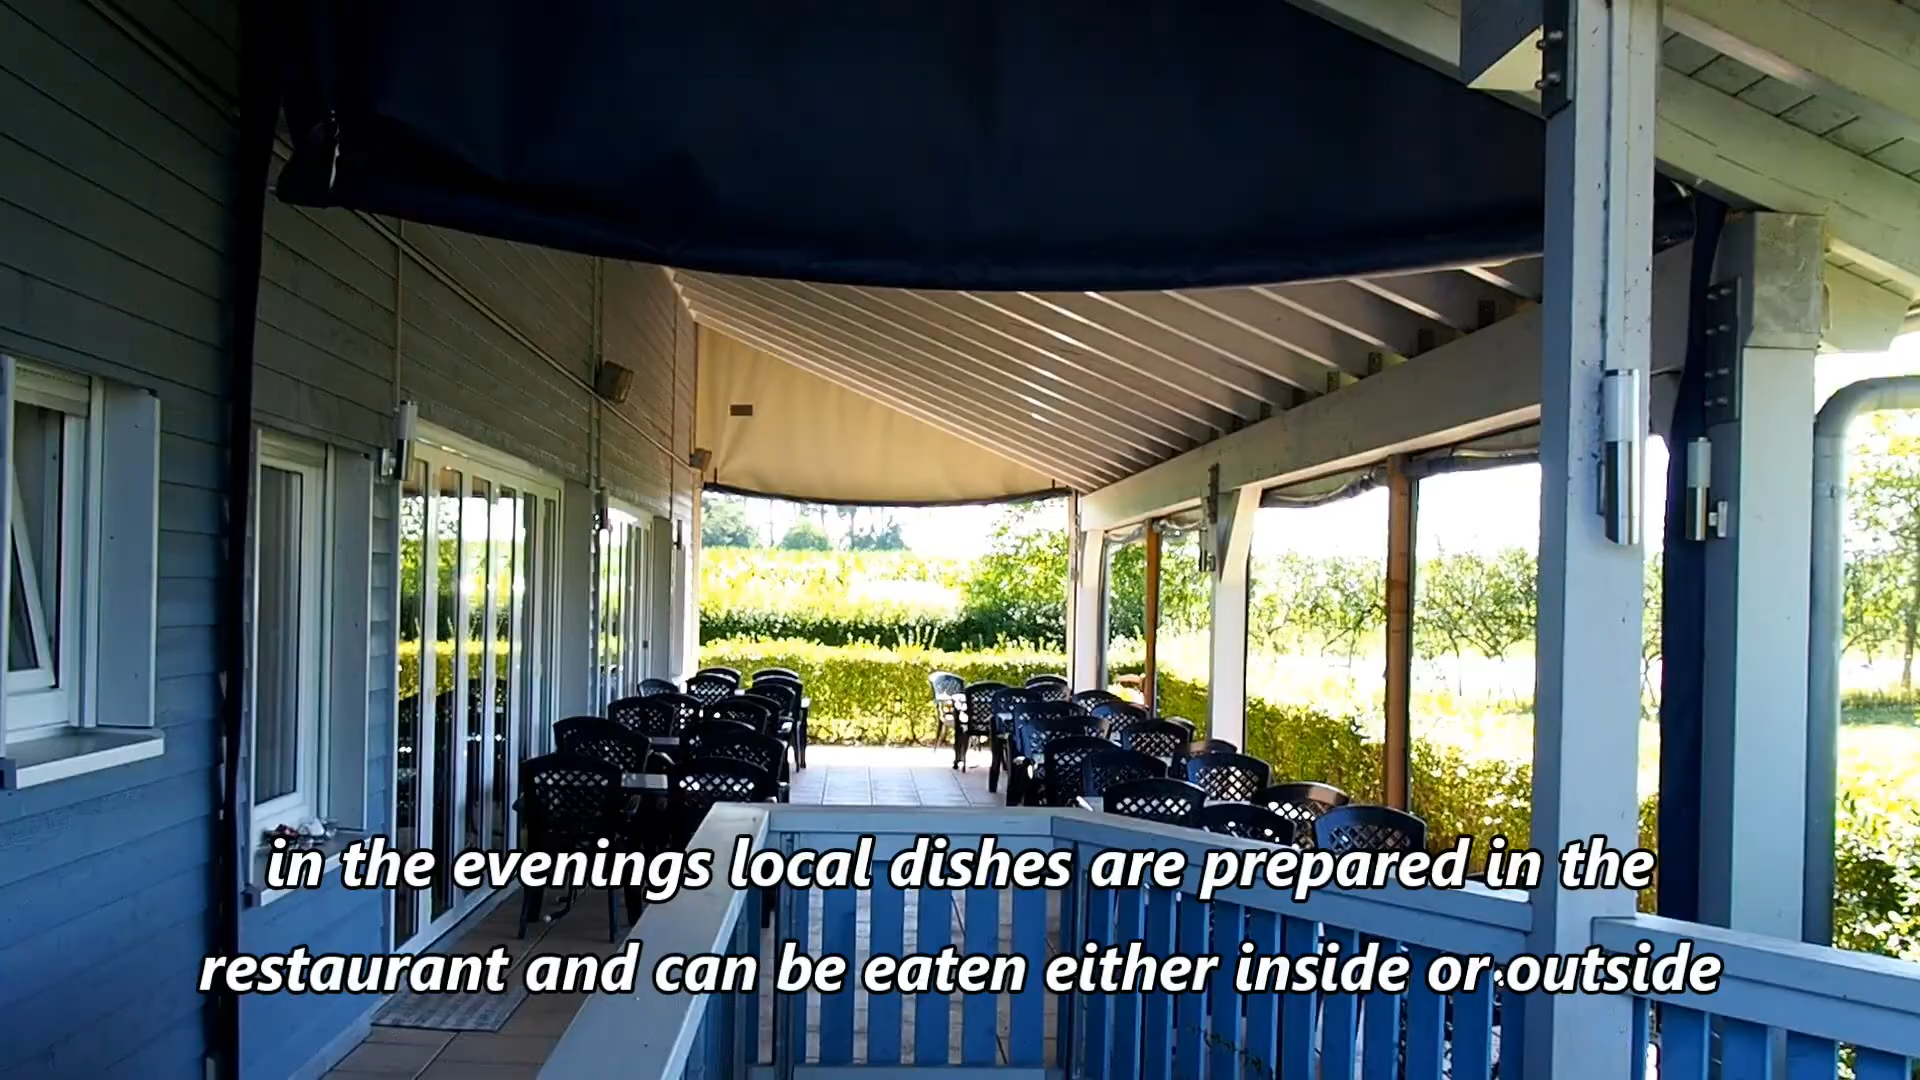 in the evenings local dishes are prepared in the
restaurant and can be eaten either inside or outside